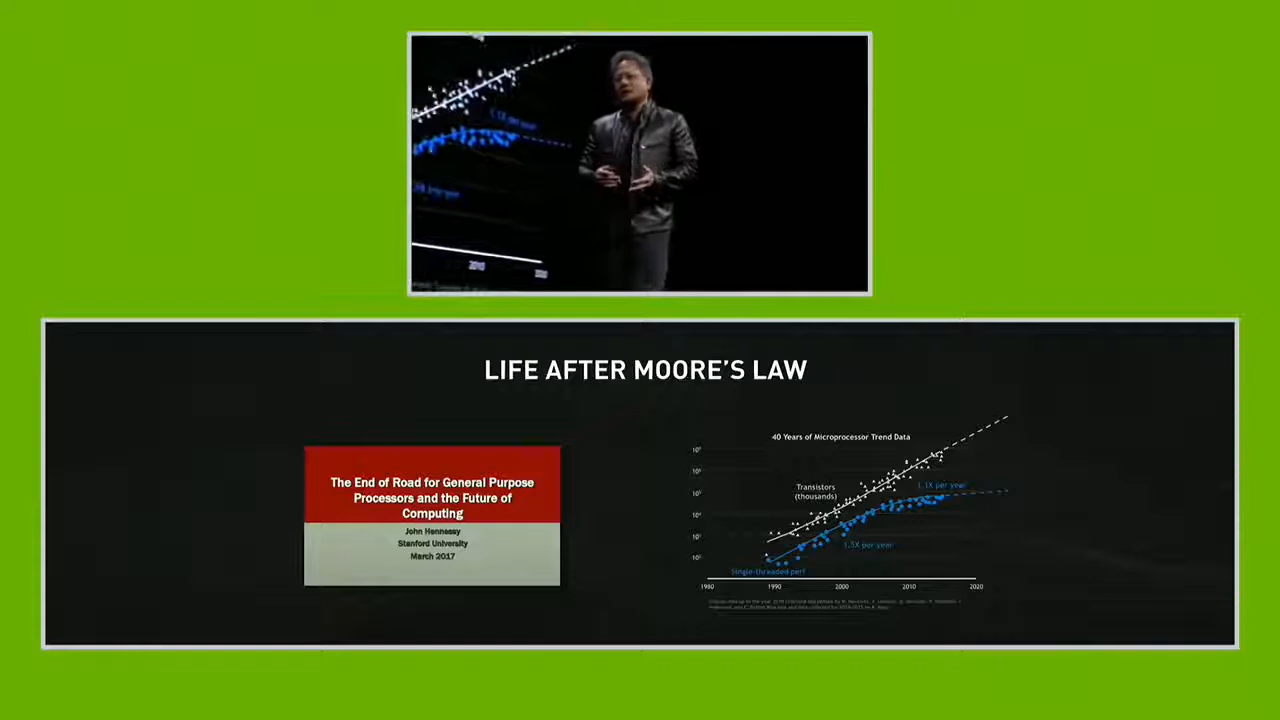 2010
LIFE AFTER MOORE'S LAW
The End of Road for General Purpose
Processors and the Future of
Computing
John Hennessy
Stanford University
March 2017
40 Years of Microprocessor Trend Data
Transistors
(thousands)
1.1X per year
1.5X per year
Single-threaded perf
1980 1990 2000 2010 2020